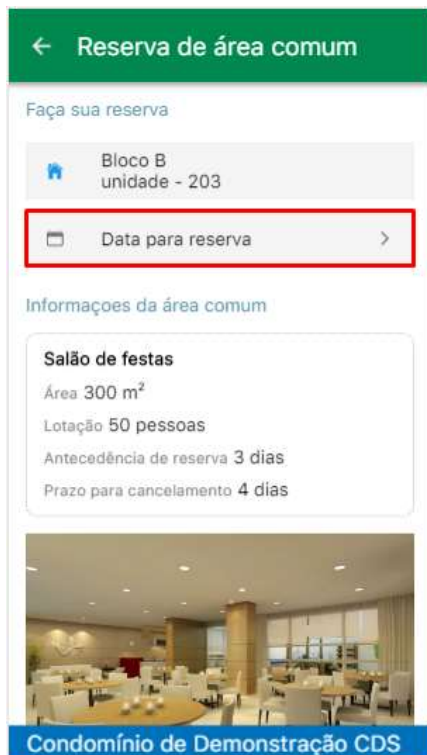 Reserva de área comum
Faça sua reserva
Bloco B
unidade - 203
Data para reserva
Informaçoes da área comum
Salão de festas
Área 300 m²
Lotação 50 pessoas
Antecedência de reserva 3 dias
Prazo para cancelamento 4 dias
Condomínio de Demonstração CDS